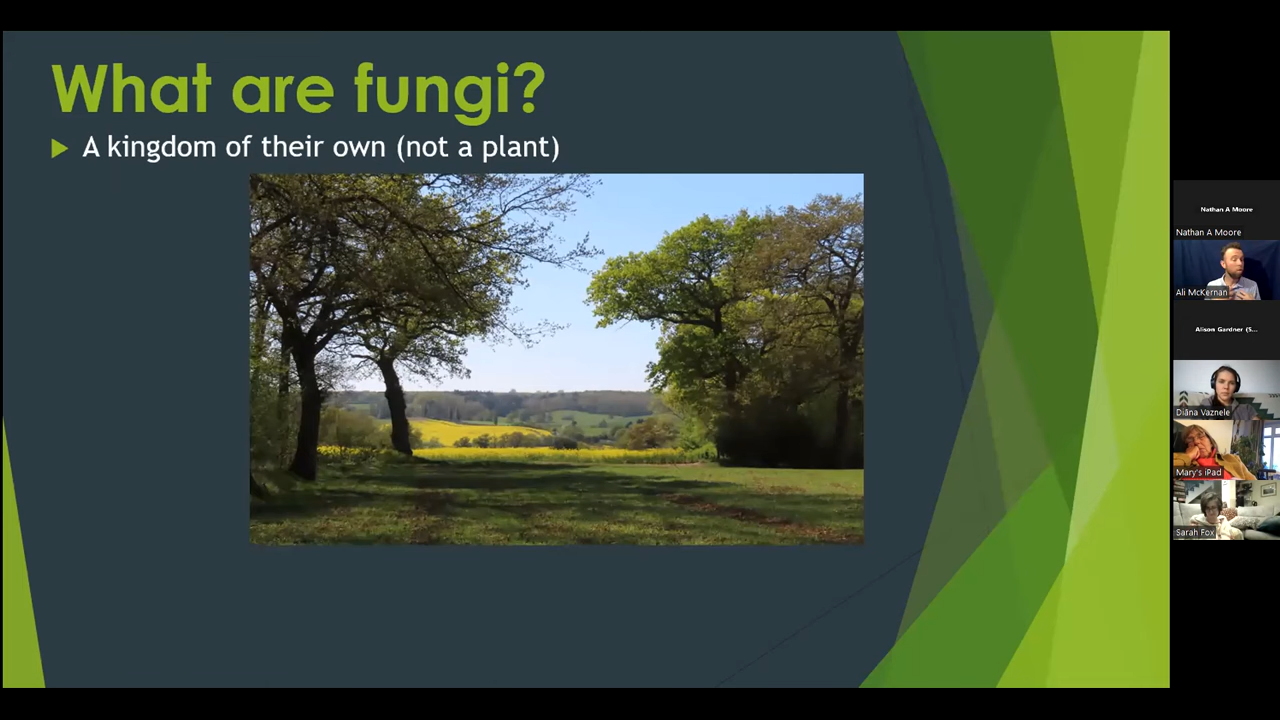 What are fungi?
A kingdom of their own (not a plant)
Nathan A Moore
Nathan A Moore
Ali McKernan
Alison Gardner (S...
Diāna Vaznele
Mary's iPad
Sarah Fox